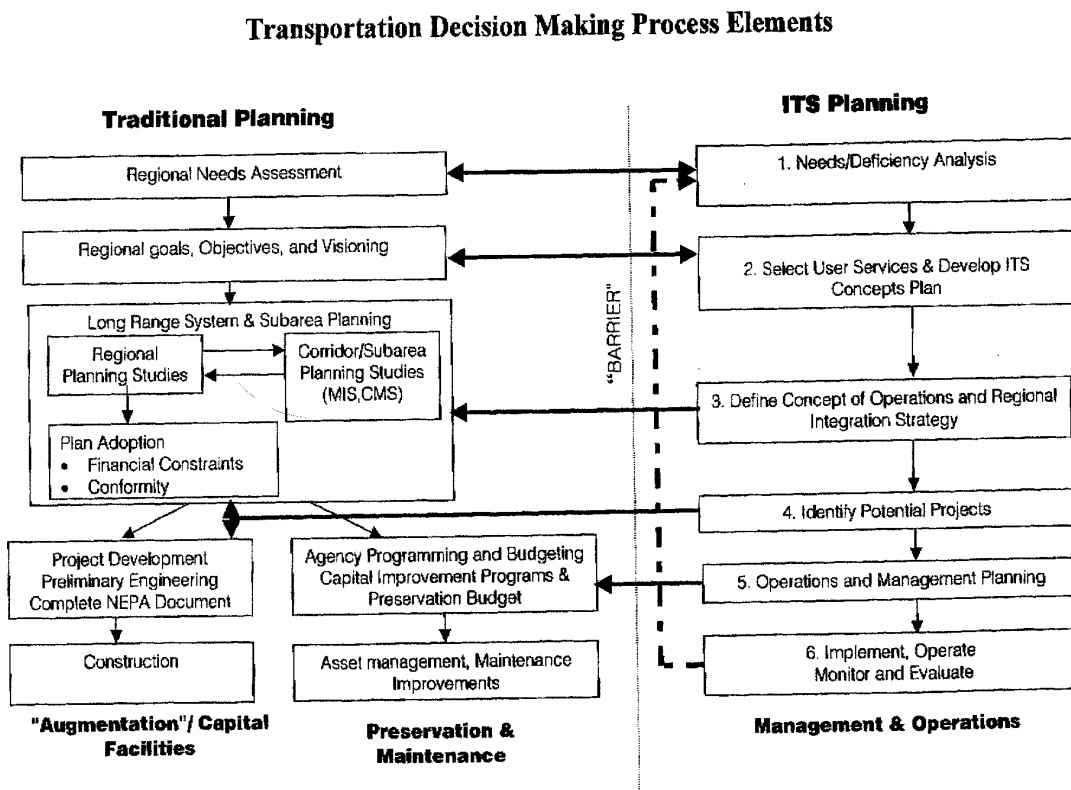 Transportation Decision Making Process Elements
Traditional Planning
Regional Needs Assessment
Regional goals, Objectives, and Visioning
Long Range System & Subarea Planning
Regional
Planning Studies
Corridor/Subarea
Planning Studies
(MIS,CMS)
Plan Adoption
• Financial Constraints
• Conformity
Project Development
Preliminary Engineering
Complete NEPA Document
Agency Programming and Budgeting
Capital Improvement Programs &
Preservation Budget
Construction
Asset management, Maintenance
Improvements
"Augmentation"/ Capital
Facilities
Preservation &
Maintenance
"BARRIER"
ITS Planning
1. Needs/Deficiency Analysis
2. Select User Services & Develop ITS
Concepts Plan
3. Define Concept of Operations and Regional
Integration Strategy
4. Identify Potential Projects
5. Operations and Management Planning
6. Implement, Operate
Monitor and Evaluate
Management & Operations